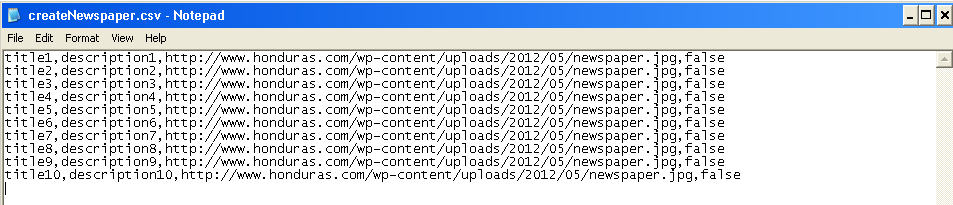 createNewspaper.csv - Notepad
File Edit Format View Help
title1,description1,http://www.honduras.com/wp-content/uploads/2012/05/newspaper.jpg,false
title2,description2,http://www.honduras.com/wp-content/uploads/2012/05/newspaper.jpg,false
title3,description3,http://www.honduras.com/wp-content/uploads/2012/05/newspaper.jpg,false
title4,description4,http://www.honduras.com/wp-content/uploads/2012/05/newspaper.jpg,false
title5,description5,http://www.honduras.com/wp-content/uploads/2012/05/newspaper.jpg,false
title6,description6,http://www.honduras.com/wp-content/uploads/2012/05/newspaper.jpg,false
title7,description7,http://www.honduras.com/wp-content/uploads/2012/05/newspaper.jpg,false
title8,description8,http://www.honduras.com/wp-content/uploads/2012/05/newspaper.jpg,false
title9,description9,http://www.honduras.com/wp-content/uploads/2012/05/newspaper.jpg,false
title10,description10,http://www.honduras.com/wp-content/uploads/2012/05/newspaper.jpg,false